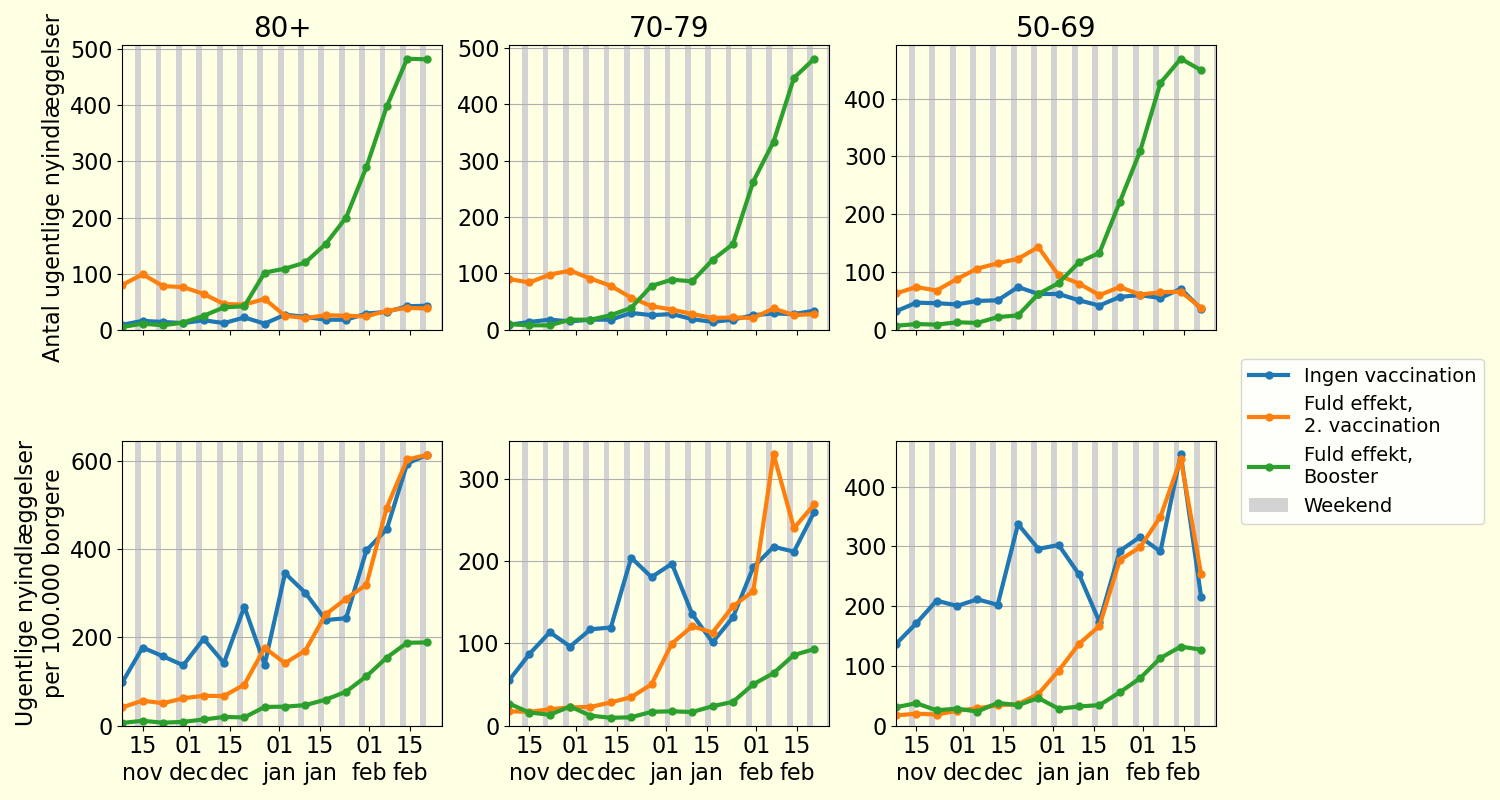 80+
70-79
50-69
Antal ugentlige nyindlæggelser
500
400
300
200
100
0
500
400
300
200
100
0
400
300
200
100
0
Ingen vaccination
Fuld effekt,
2. vaccination
Fuld effekt,
Booster
Weekend
Ugentlige nyindlæggelser
per 100.000 borgere
600
400
200
0
300
200
100
0
400
300
200
100
0
15 01 15 01 15 01 15
nov dec dec jan jan feb feb
15 01 15 01 15 01 15
nov dec dec jan jan feb feb
15 01 15 01 15 01 15
nov dec dec jan jan feb feb